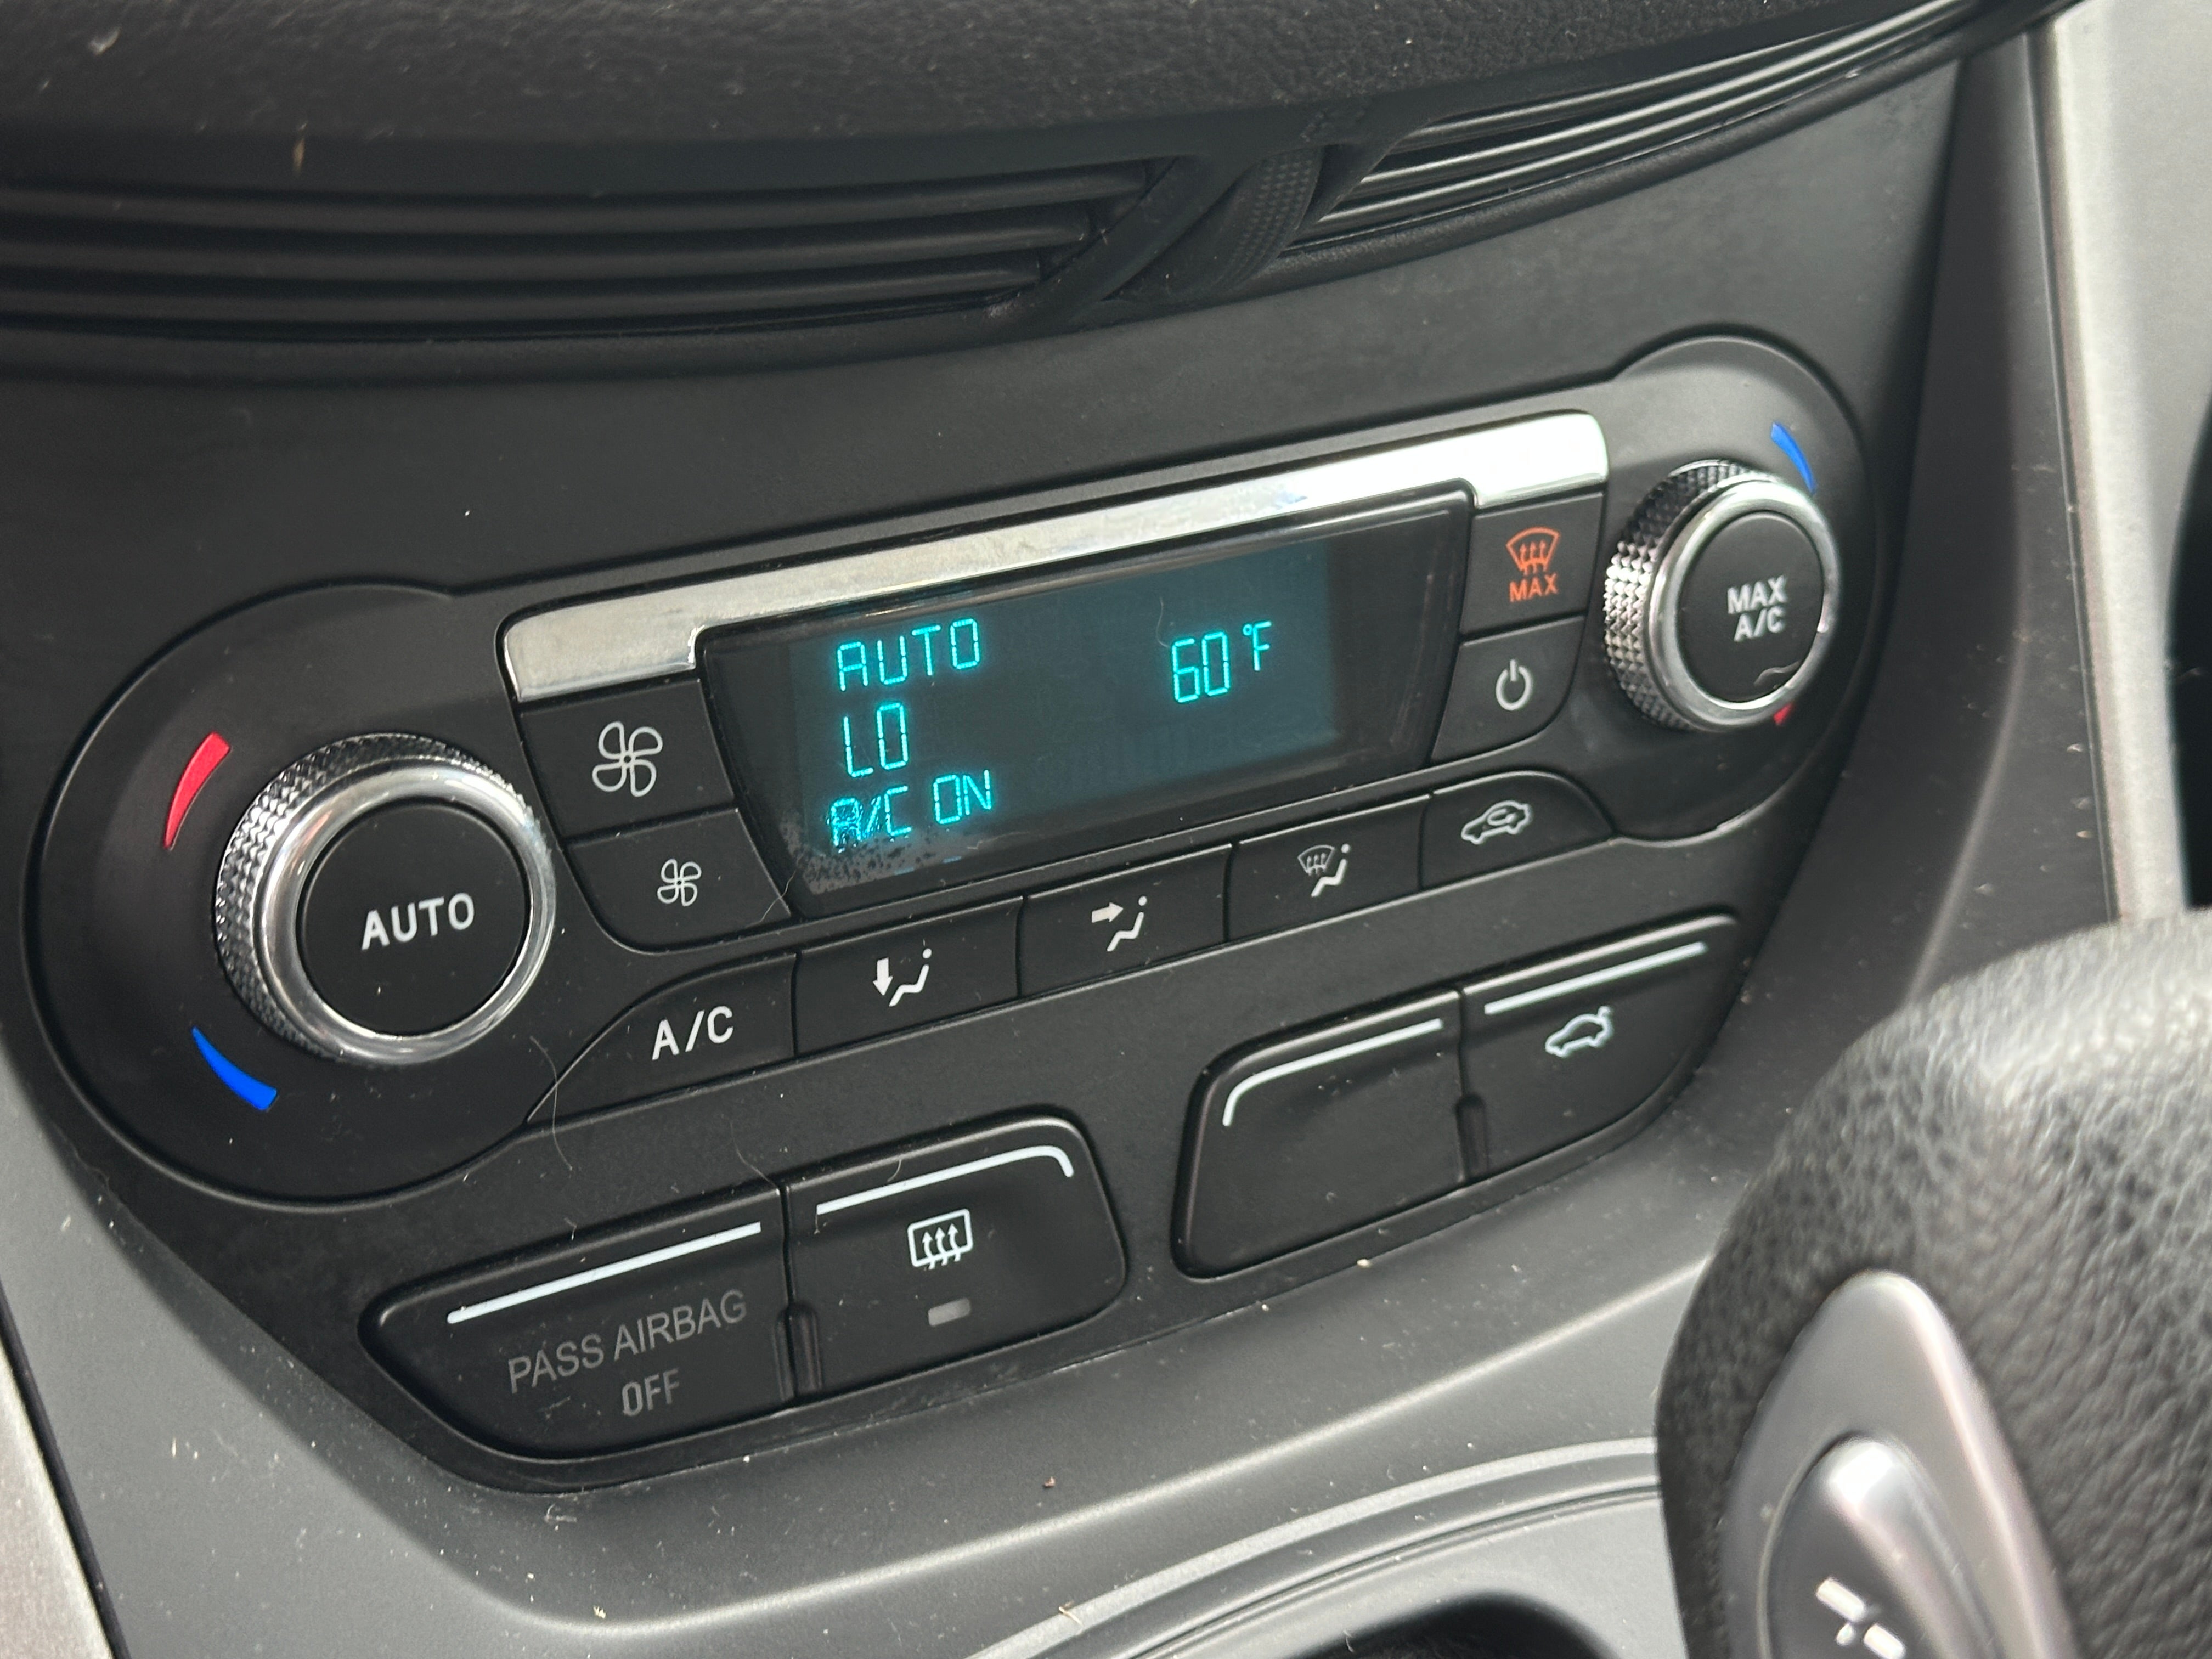 AUTO
60°F
LO
A/C ON
MAX
MAX
A/C
AUTO
A/C
PASS AIRBAG
OFF